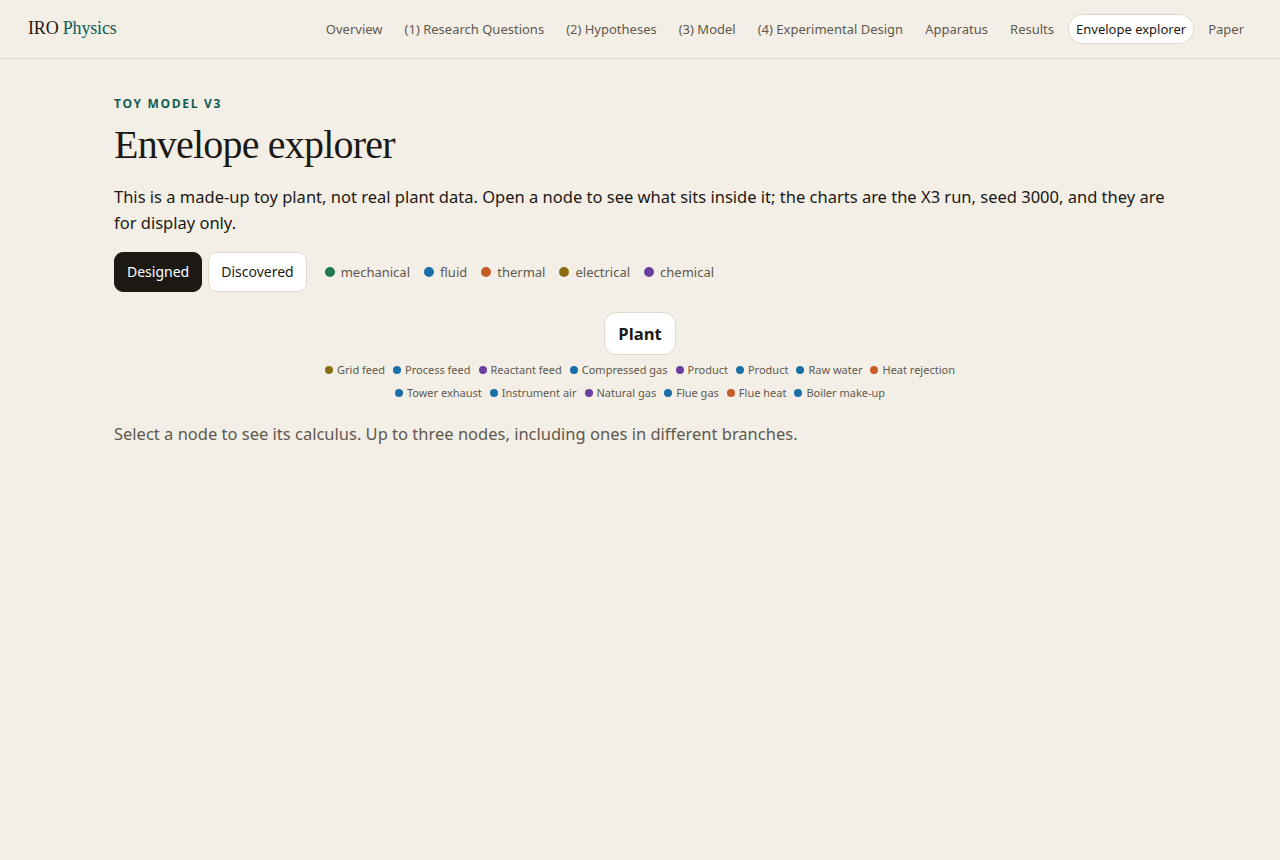 IRO Physics
Overview (1) Research Questions (2) Hypotheses (3) Model (4) Experimental Design Apparatus Results Envelope explorer Paper
TOY MODEL V3
Envelope explorer
This is a made-up toy plant, not real plant data. Open a node to see what sits inside it; the charts are the X3 run, seed 3000, and they are
for display only.
Designed Discovered mechanical fluid thermal electrical chemical
Plant
Grid feed Process feed Reactant feed Compressed gas Product Product Raw water Heat rejection
Tower exhaust Instrument air Natural gas Flue gas Flue heat Boiler make-up
Select a node to see its calculus. Up to three nodes, including ones in different branches.